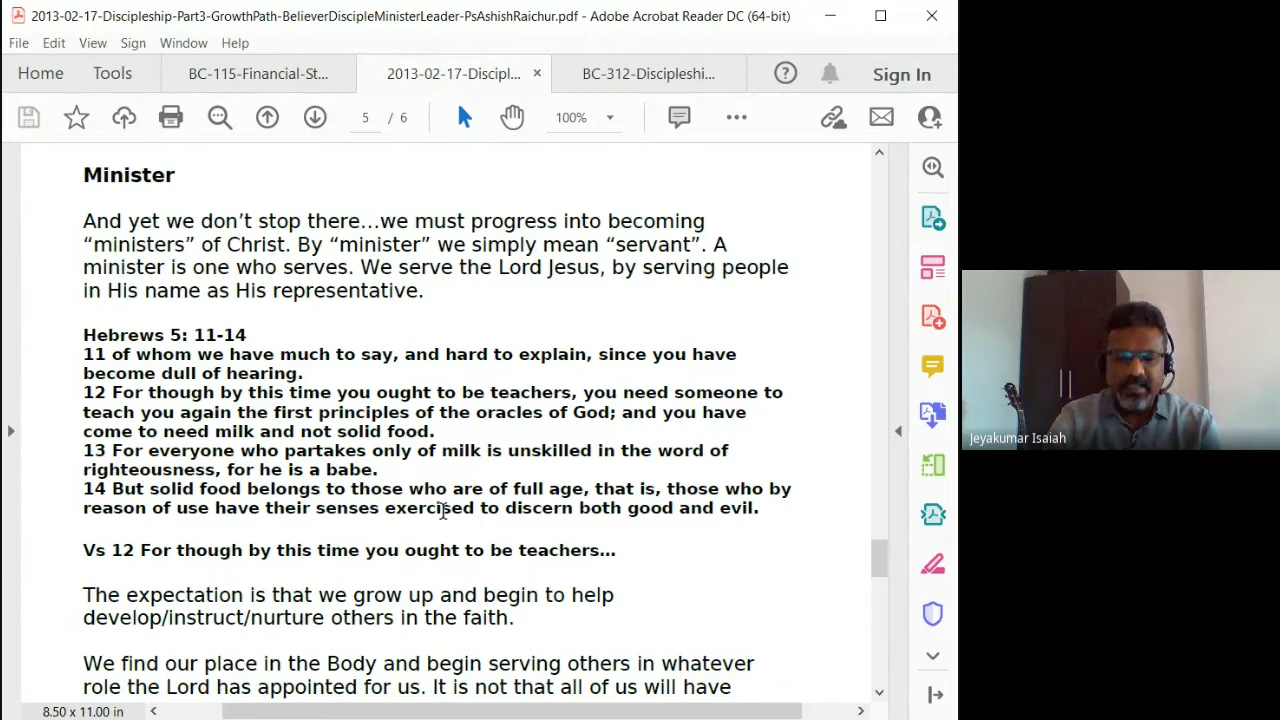 2013-02-17-Discipleship-Part3-GrowthPath-BelieverDiscipleMinisterLeader-PsAshishRaichur.pdf - Adobe Acrobat Reader DC (64-bit)
File Edit View Sign Window Help
Home Tools BC-115-Financial-St... 2013-02-17-Discipl... × BC-312-Discipleshi... Sign In
5 / 6 100%
Minister
And yet we don’t stop there…we must progress into becoming
“ministers” of Christ. By “minister” we simply mean “servant”. A
minister is one who serves. We serve the Lord Jesus, by serving people
in His name as His representative.
Hebrews 5: 11-14
11 of whom we have much to say, and hard to explain, since you have
become dull of hearing.
12 For though by this time you ought to be teachers, you need someone to
teach you again the first principles of the oracles of God; and you have
come to need milk and not solid food.
13 For everyone who partakes only of milk is unskilled in the word of
righteousness, for he is a babe.
14 But solid food belongs to those who are of full age, that is, those who by
reason of use have their senses exercised to discern both good and evil.
Vs 12 For though by this time you ought to be teachers…
The expectation is that we grow up and begin to help
develop/instruct/nurture others in the faith.
We find our place in the Body and begin serving others in whatever
role the Lord has appointed for us. It is not that all of us will have
8.50 x 11.00 in
Jeyakumar Isaiah